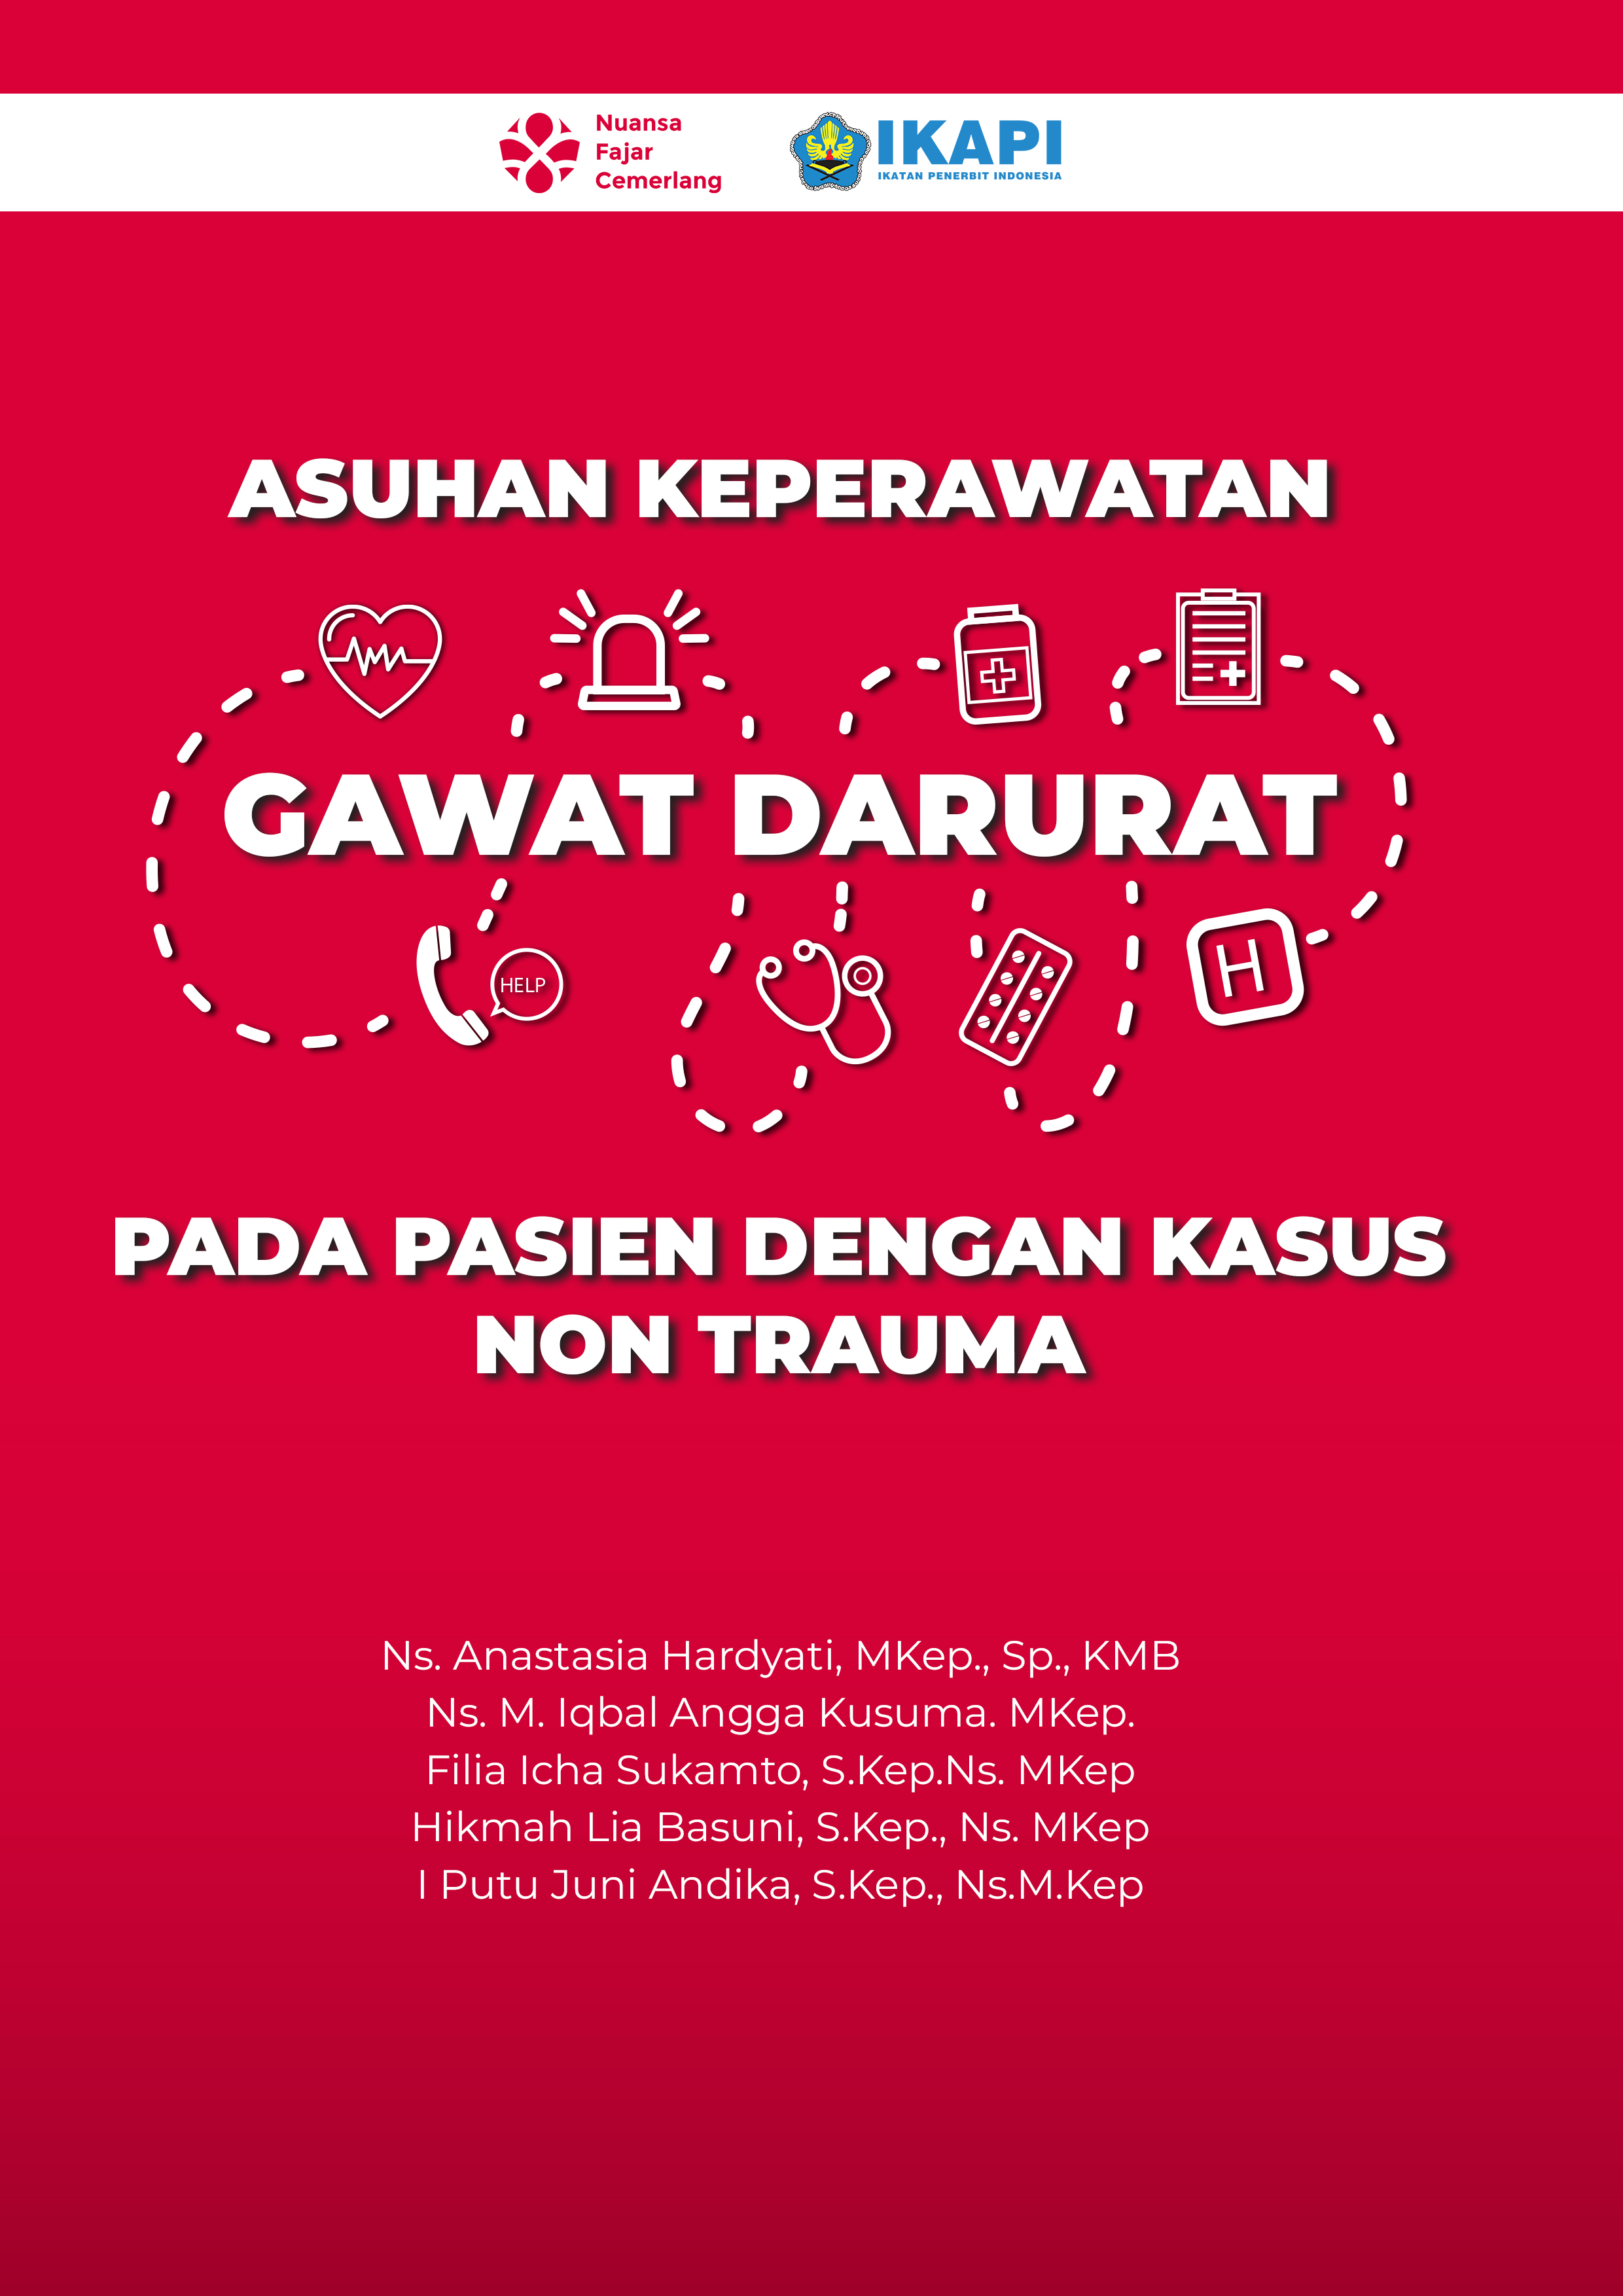 Nuansa
Fajar
Cemerlang
IKAPI
IKATAN PENERBIT INDONESIA
ASUHAN KEPERAWATAN
GAWAT DARURAT
HELP
H
PADA PASIEN DENGAN KASUS
NON TRAUMA
Ns. Anastasia Hardyati, MKep., Sp., KMB
Ns. M. Iqbal Angga Kusuma. MKep.
Filia Icha Sukamto, S.Kep.Ns. MKep
Hikmah Lia Basuni, S.Kep., Ns. MKep
I Putu Juni Andika, S.Kep., Ns.M.Kep